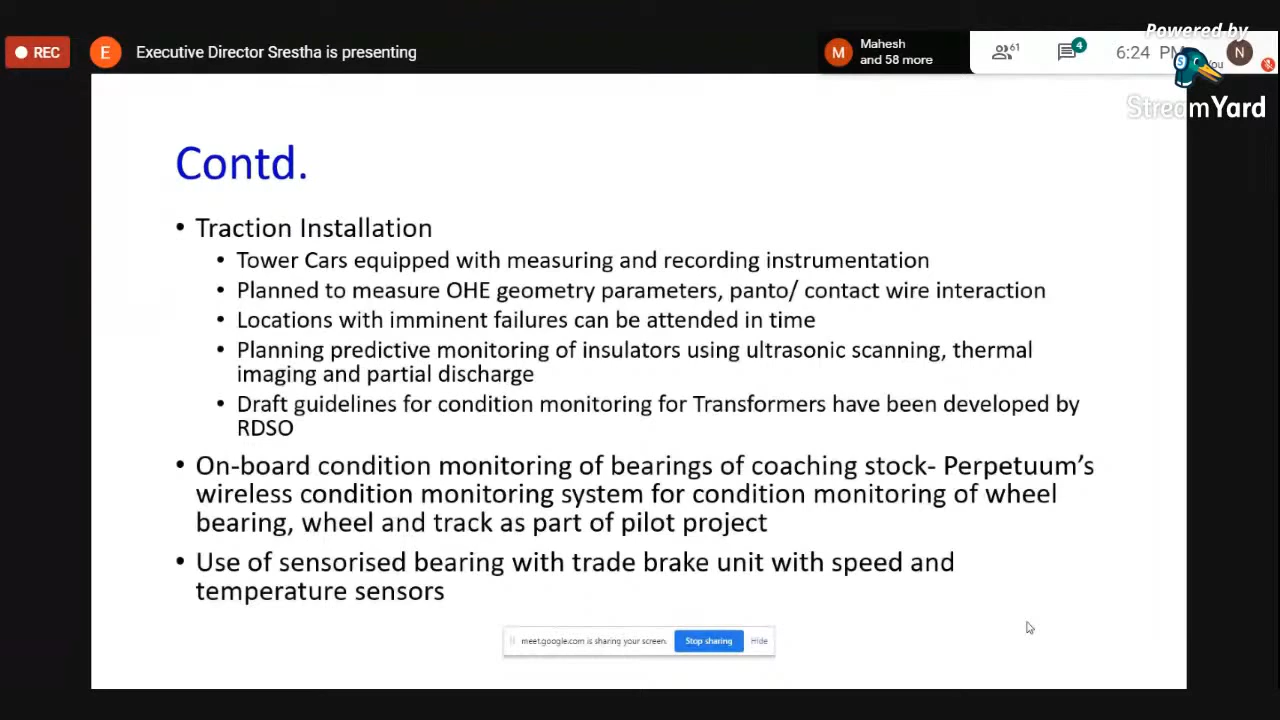 Powered by
REC
E
Executive Director Srestha is presenting
M
Mahesh
and 58 more
61
4
6:24 PM
You
N
S
StreamYard
Contd.
• Traction Installation
• Tower Cars equipped with measuring and recording instrumentation
• Planned to measure OHE geometry parameters, panto/ contact wire interaction
• Locations with imminent failures can be attended in time
• Planning predictive monitoring of insulators using ultrasonic scanning, thermal
imaging and partial discharge
• Draft guidelines for condition monitoring for Transformers have been developed by
RDSO
• On-board condition monitoring of bearings of coaching stock- Perpetuum’s
wireless condition monitoring system for condition monitoring of wheel
bearing, wheel and track as part of pilot project
• Use of sensorised bearing with trade brake unit with speed and
temperature sensors
meet.google.com is sharing your screen.
Stop sharing
Hide